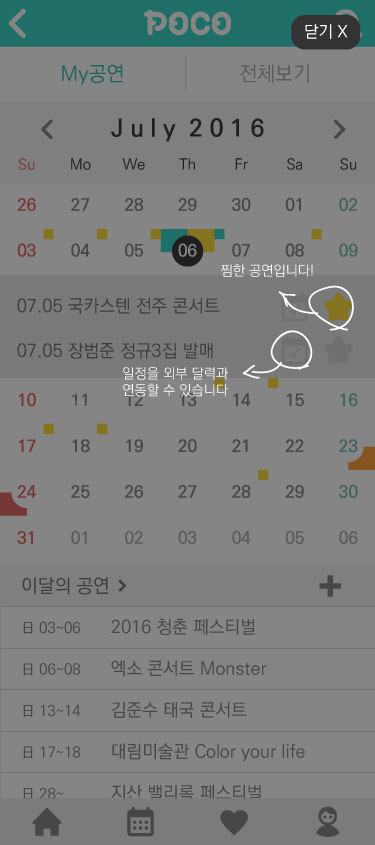 POCO
닫기 X
My공연 전체보기
July 2016
Su Mo We Th Fr Sa Su
26 27 28 29 30 01 02
03 04 05 06 07 08 09
찜한 공연입니다!
07.05 국카스텐 전주 콘서트
07.05 장범준 정규3집 발매
일정을 외부 달력과
연동할 수 있습니다
10 11 12 13 14 15 16
17 18 19 20 21 22 23
24 25 26 27 28 29 30
31 01 02 03 04 05 06
이달의 공연 >
日 03~06 2016 청춘 페스티벌
日 06~08 엑소 콘서트 Monster
日 13~14 김준수 태국 콘서트
日 17~18 대림미술관 Color your life
日 28~ 지산 밸리록 페스티벌